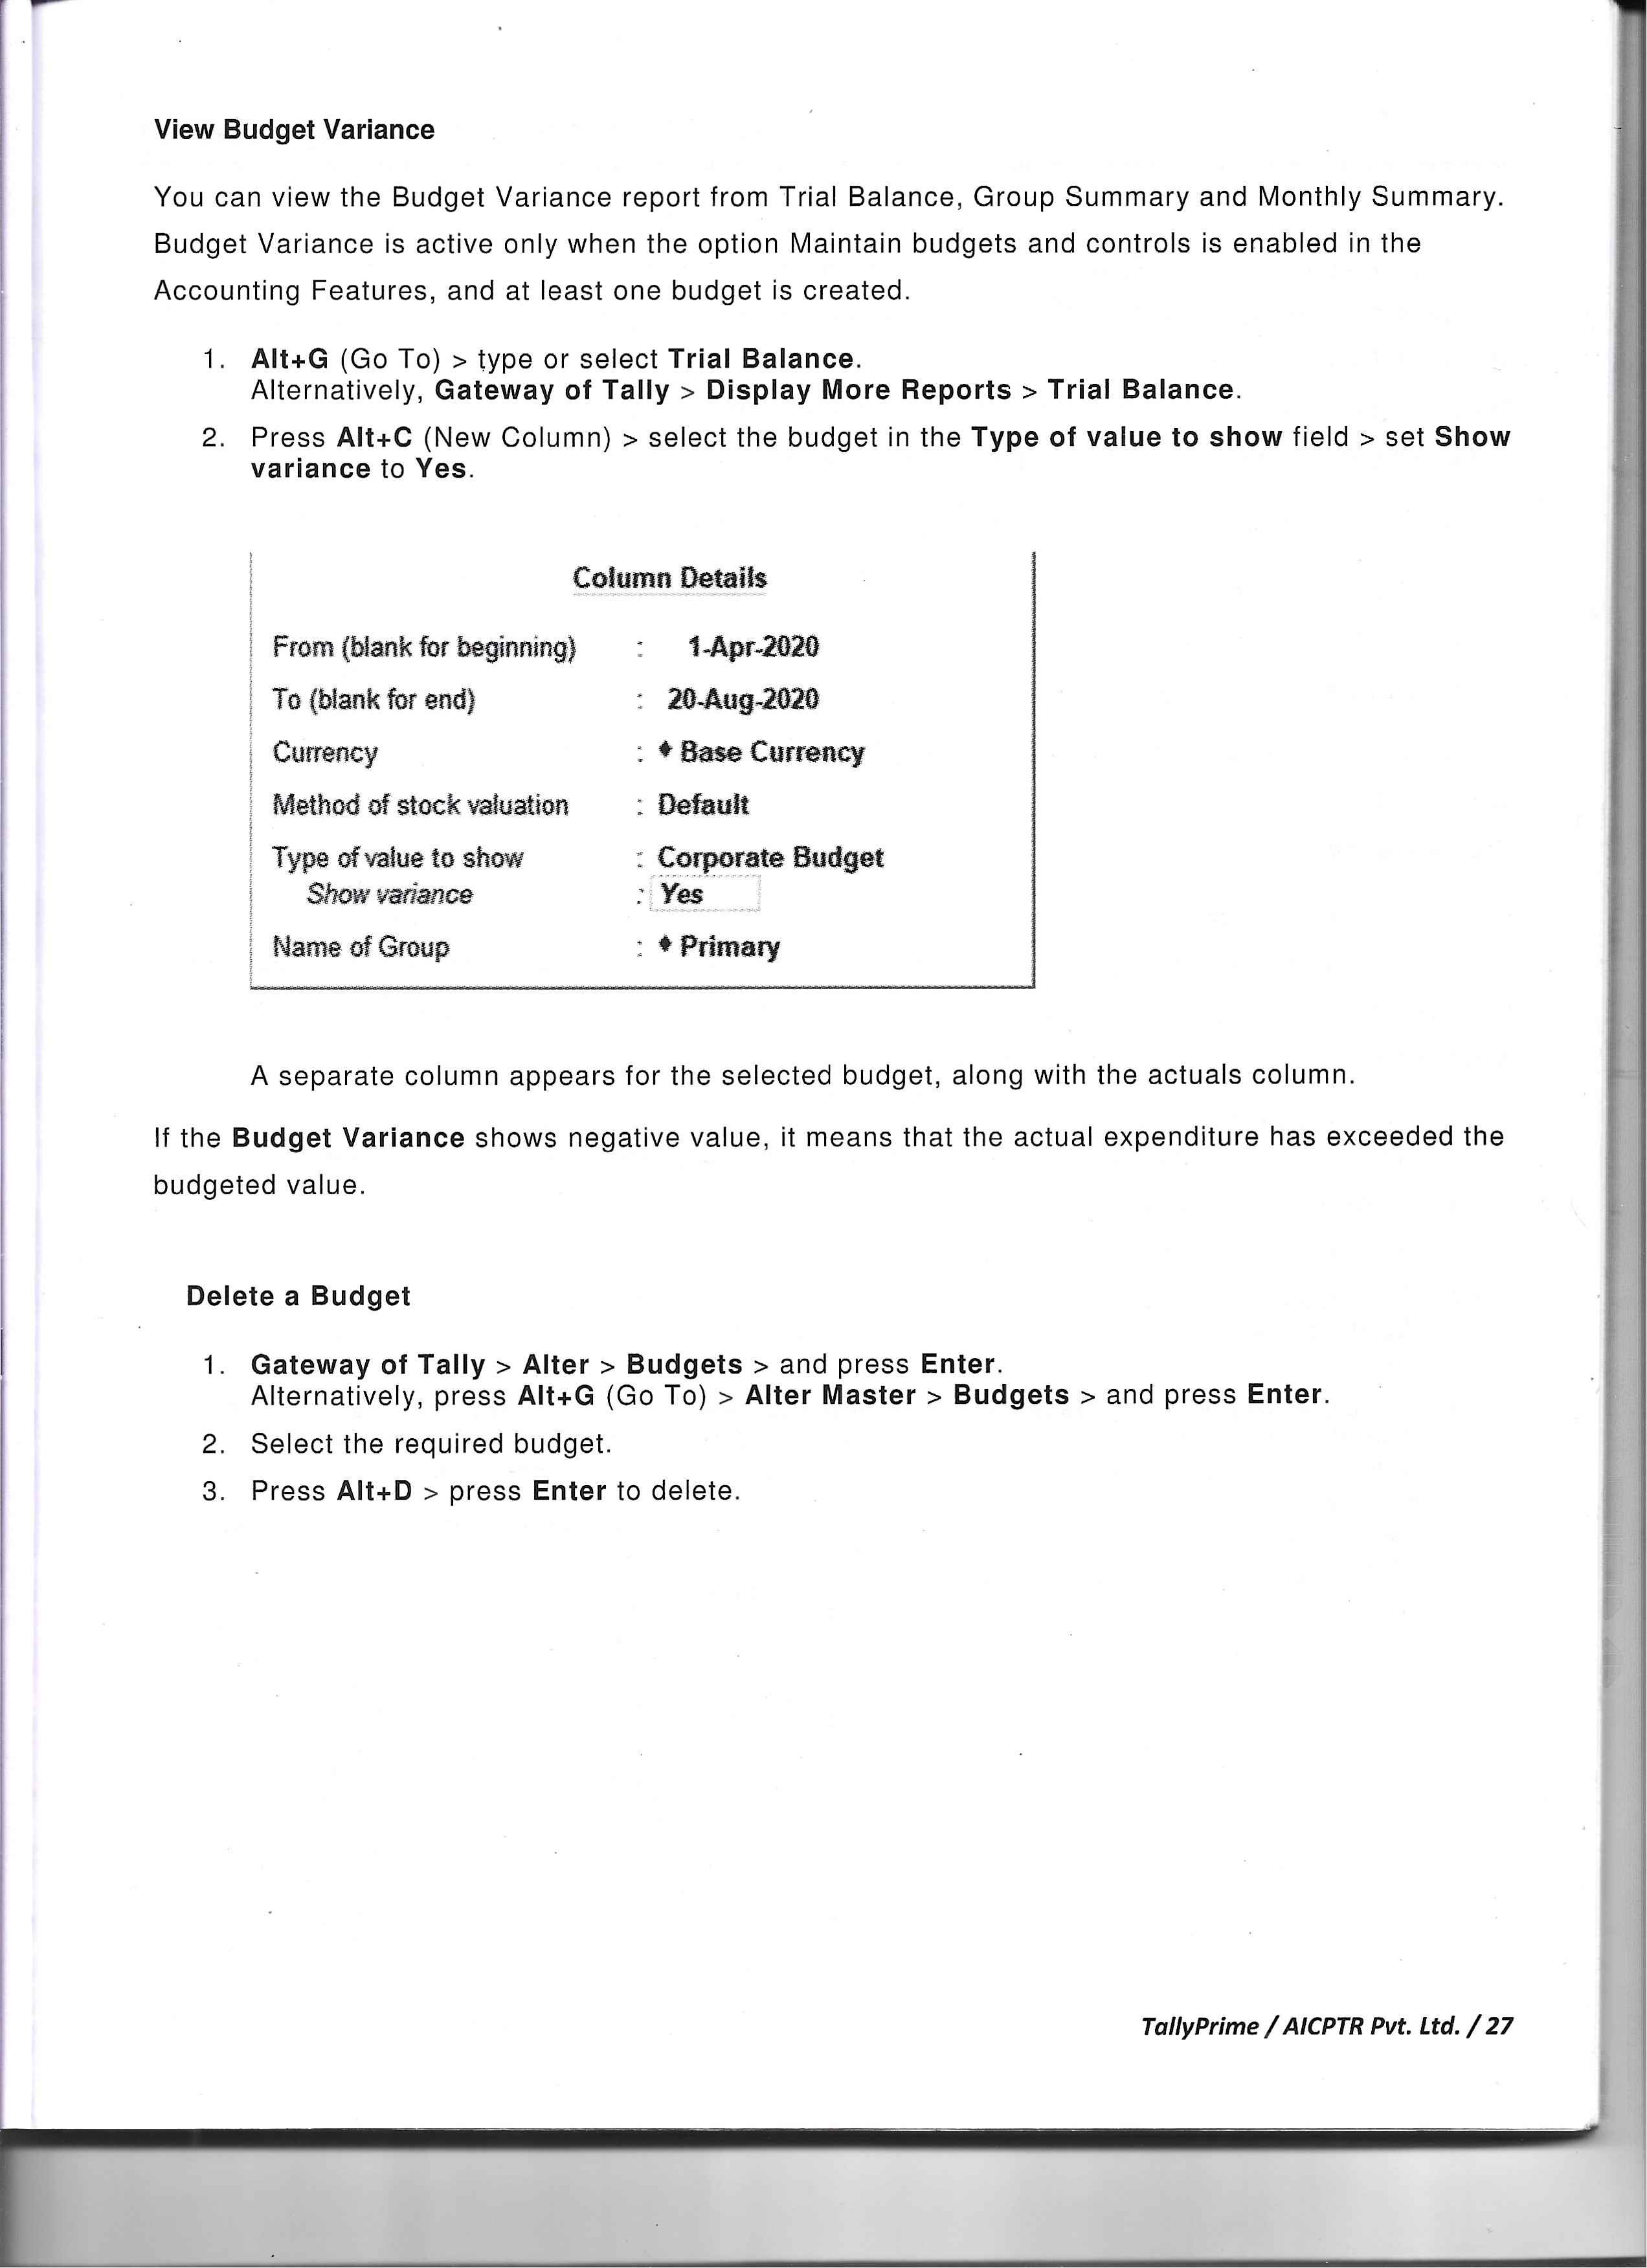 View Budget Variance
You can view the Budget Variance report from Trial Balance, Group Summary and Monthly Summary.
Budget Variance is active only when the option Maintain budgets and controls is enabled in the
Accounting Features, and at least one budget is created.
1. Alt+G (Go To) > type or select Trial Balance.
Alternatively, Gateway of Tally > Display More Reports > Trial Balance.
2. Press Alt+C (New Column) > select the budget in the Type of value to show field > set Show
variance to Yes.
Column Details
From (blank for beginning) : 1-Apr-2020
To (blank for end) : 20-Aug-2020
Currency : ♦ Base Currency
Method of stock valuation : Default
Type of value to show : Corporate Budget
Show variance : Yes
Name of Group : ♦ Primary
A separate column appears for the selected budget, along with the actuals column.
If the Budget Variance shows negative value, it means that the actual expenditure has exceeded the
budgeted value.
Delete a Budget
1. Gateway of Tally > Alter > Budgets > and press Enter.
Alternatively, press Alt+G (Go To) > Alter Master > Budgets > and press Enter.
2. Select the required budget.
3. Press Alt+D > press Enter to delete.
TallyPrime / AICPTR Pvt. Ltd. / 27